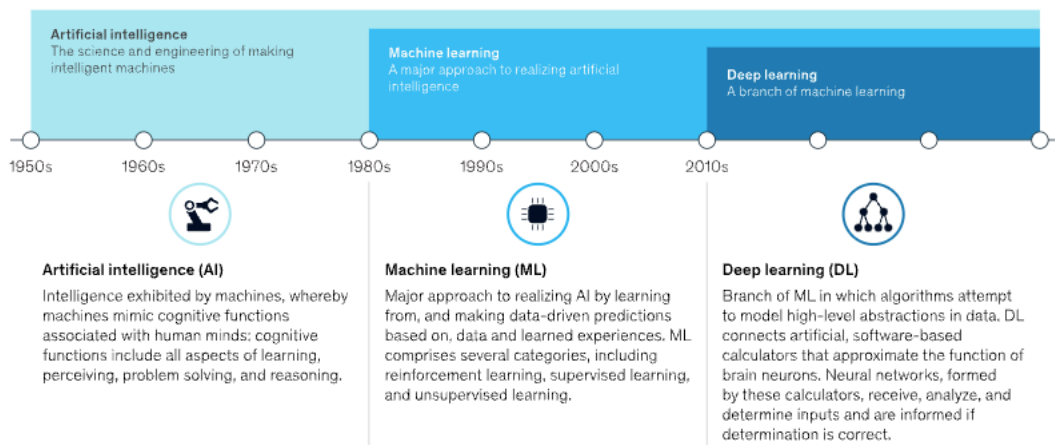 Artificial intelligence
The science and engineering of making
intelligent machines
Machine learning
A major approach to realizing artificial
intelligence
Deep learning
A branch of machine learning
1950s
1960s
1970s
1980s
1990s
2000s
2010s
Artificial intelligence (AI)
Intelligence exhibited by machines, whereby
machines mimic cognitive functions
associated with human minds; cognitive
functions include all aspects of learning,
perceiving, problem solving, and reasoning.
Machine learning (ML)
Major approach to realizing AI by learning
from, and making data-driven predictions
based on, data and learned experiences. ML
comprises several categories, including
reinforcement learning, supervised learning,
and unsupervised learning.
Deep learning (DL)
Branch of ML in which algorithms attempt
to model high-level abstractions in data. DL
connects artificial, software-based
calculators that approximate the function of
brain neurons. Neural networks, formed
by these calculators, receive, analyze, and
determine inputs and are informed if
determination is correct.